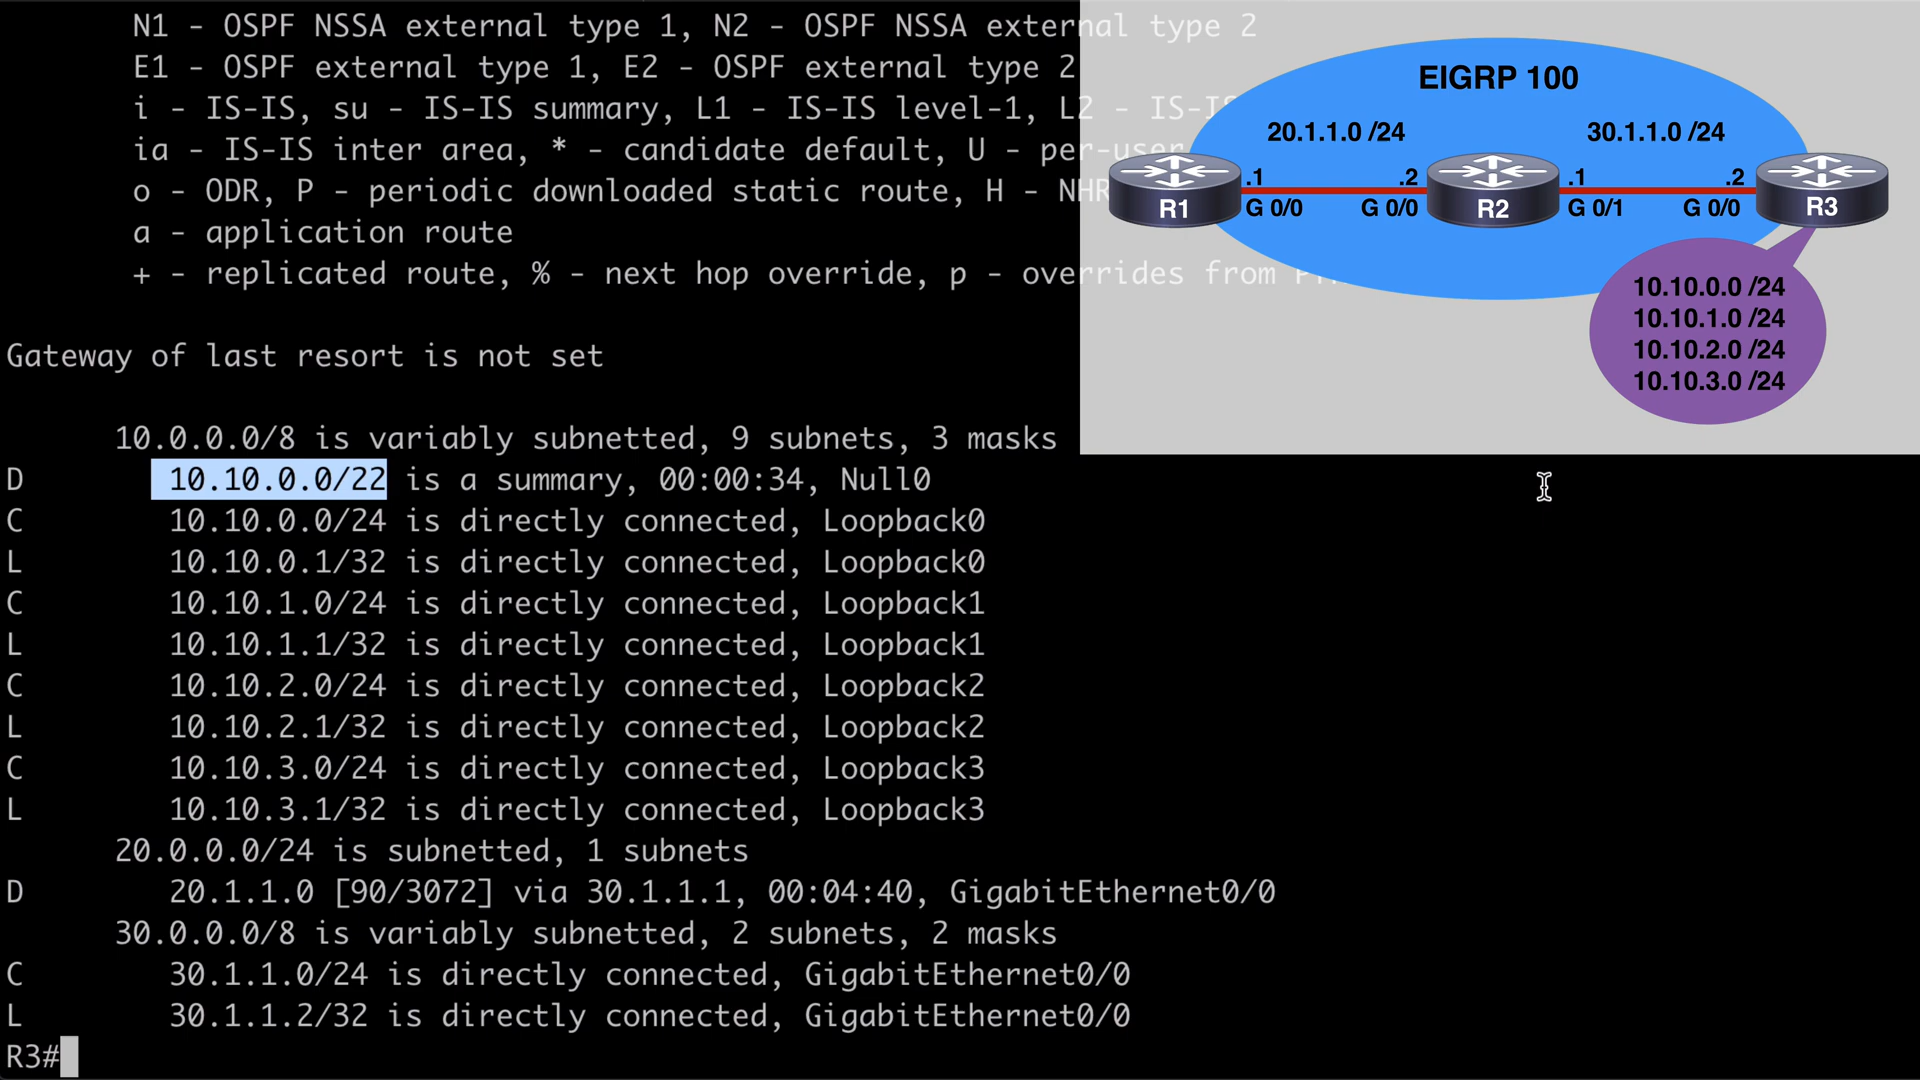 N1 - OSPF NSSA external type 1, N2 - OSPF NSSA external type 2
E1 - OSPF external type 1, E2 - OSPF external type 2
i - IS-IS, su - IS-IS summary, L1 - IS-IS level-1, L2 - IS-IS
ia - IS-IS inter area, * - candidate default, U - per-user
o - ODR, P - periodic downloaded static route, H - NHR
a - application route
+ - replicated route, % - next hop override, p - overrides from
Gateway of last resort is not set
10.0.0.0/8 is variably subnetted, 9 subnets, 3 masks
D 10.10.0.0/22 is a summary, 00:00:34, Null0
C 10.10.0.0/24 is directly connected, Loopback0
L 10.10.0.1/32 is directly connected, Loopback0
C 10.10.1.0/24 is directly connected, Loopback1
L 10.10.1.1/32 is directly connected, Loopback1
C 10.10.2.0/24 is directly connected, Loopback2
L 10.10.2.1/32 is directly connected, Loopback2
C 10.10.3.0/24 is directly connected, Loopback3
L 10.10.3.1/32 is directly connected, Loopback3
20.0.0.0/24 is subnetted, 1 subnets
D 20.1.1.0 [90/3072] via 30.1.1.1, 00:04:40, GigabitEthernet0/0
30.0.0.0/8 is variably subnetted, 2 subnets, 2 masks
C 30.1.1.0/24 is directly connected, GigabitEthernet0/0
L 30.1.1.2/32 is directly connected, GigabitEthernet0/0
R3#
EIGRP 100
20.1.1.0 /24 30.1.1.0 /24
.1 .2 .1 .2
R1 G 0/0 G 0/0 R2 G 0/1 G 0/0 R3
10.10.0.0 /24
10.10.1.0 /24
10.10.2.0 /24
10.10.3.0 /24